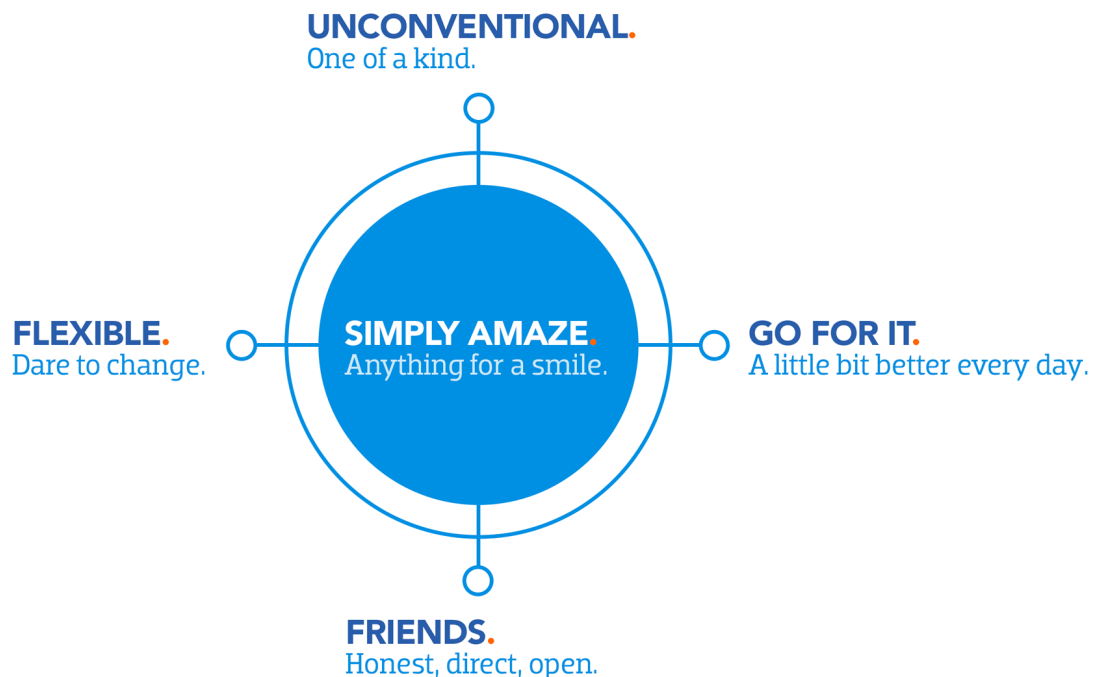 UNCONVENTIONAL.
One of a kind.
FLEXIBLE.
Dare to change.
SIMPLY AMAZE.
Anything for a smile.
GO FOR IT.
A little bit better every day.
FRIENDS.
Honest, direct, open.